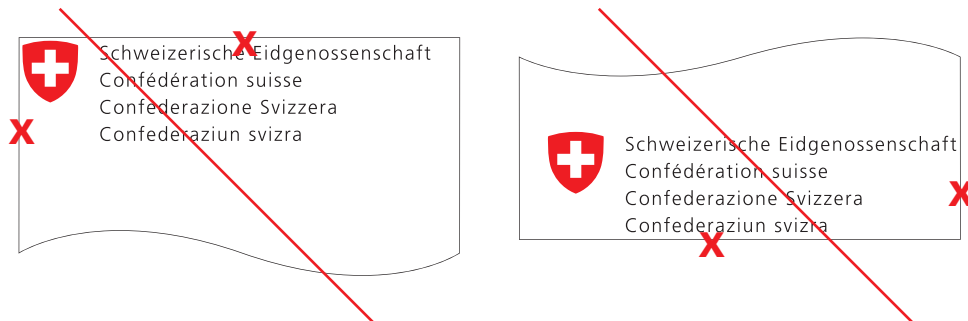 Schweizerische Eidgenossenschaft
Confédération suisse
Confederazione Svizzera
Confederaziun svizra
x
x
Schweizerische Eidgenossenschaft
Confédération suisse
Confederazione Svizzera
Confederaziun svizra
x
x